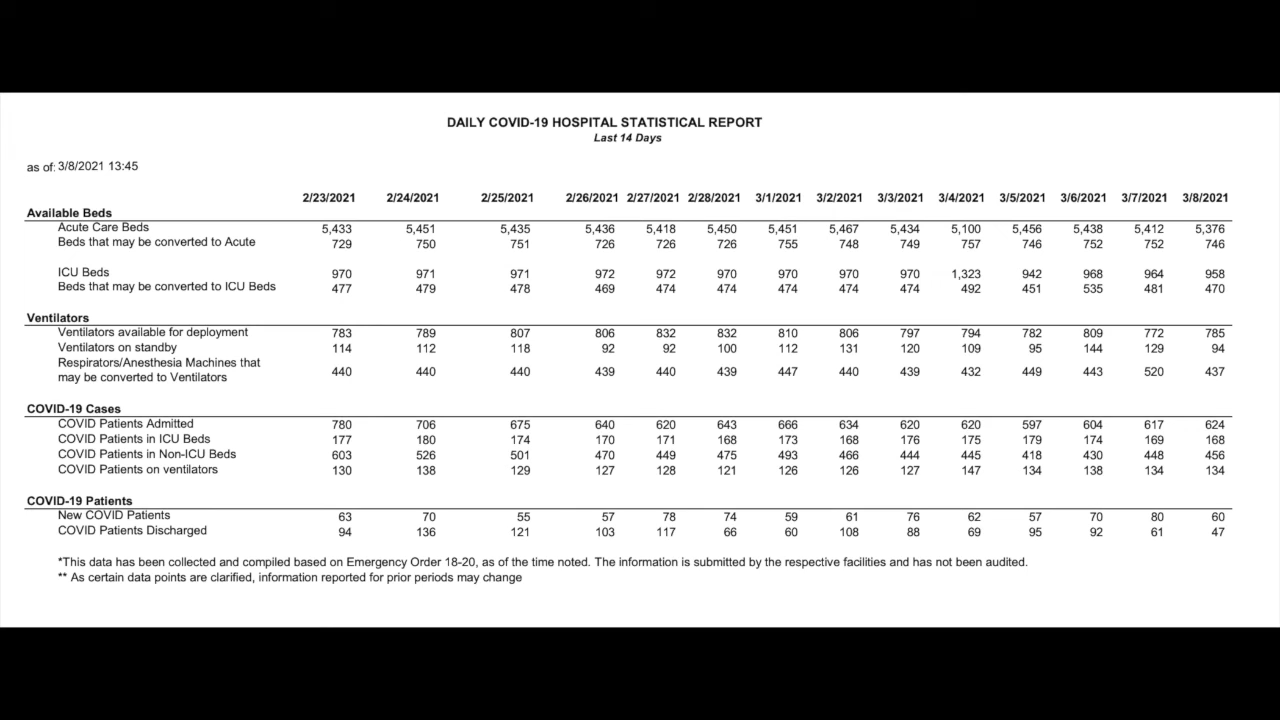 DAILY COVID-19 HOSPITAL STATISTICAL REPORT
Last 14 Days
as of: 3/8/2021 13:45
2/23/2021 2/24/2021 2/25/2021 2/26/2021 2/27/2021 2/28/2021 3/1/2021 3/2/2021 3/3/2021 3/4/2021 3/5/2021 3/6/2021 3/7/2021 3/8/2021
Available Beds
Acute Care Beds 5,433 5,451 5,435 5,436 5,418 5,450 5,451 5,467 5,434 5,100 5,456 5,438 5,412 5,376
Beds that may be converted to Acute 729 750 751 726 726 726 755 748 749 757 746 752 752 746
ICU Beds 970 971 971 972 972 970 970 970 970 1,323 942 968 964 958
Beds that may be converted to ICU Beds 477 479 478 469 474 474 474 474 474 492 451 535 481 470
Ventilators
Ventilators available for deployment 783 789 807 806 832 832 810 806 797 794 782 809 772 785
Ventilators on standby 114 112 118 92 92 100 112 131 120 109 95 144 129 94
Respirators/Anesthesia Machines that
may be converted to Ventilators 440 440 440 439 440 439 447 440 439 432 449 443 520 437
COVID-19 Cases
COVID Patients Admitted 780 706 675 640 620 643 666 634 620 620 597 604 617 624
COVID Patients in ICU Beds 177 180 174 170 171 168 173 168 176 175 179 174 169 168
COVID Patients in Non-ICU Beds 603 526 501 470 449 475 493 466 444 445 418 430 448 456
COVID Patients on ventilators 130 138 129 127 128 121 126 126 127 147 134 138 134 134
COVID-19 Patients
New COVID Patients 63 70 55 57 78 74 59 61 76 62 57 70 80 60
COVID Patients Discharged 94 136 121 103 117 66 60 108 88 69 95 92 61 47
*This data has been collected and compiled based on Emergency Order 18-20, as of the time noted. The information is submitted by the respective facilities and has not been audited.
** As certain data points are clarified, information reported for prior periods may change